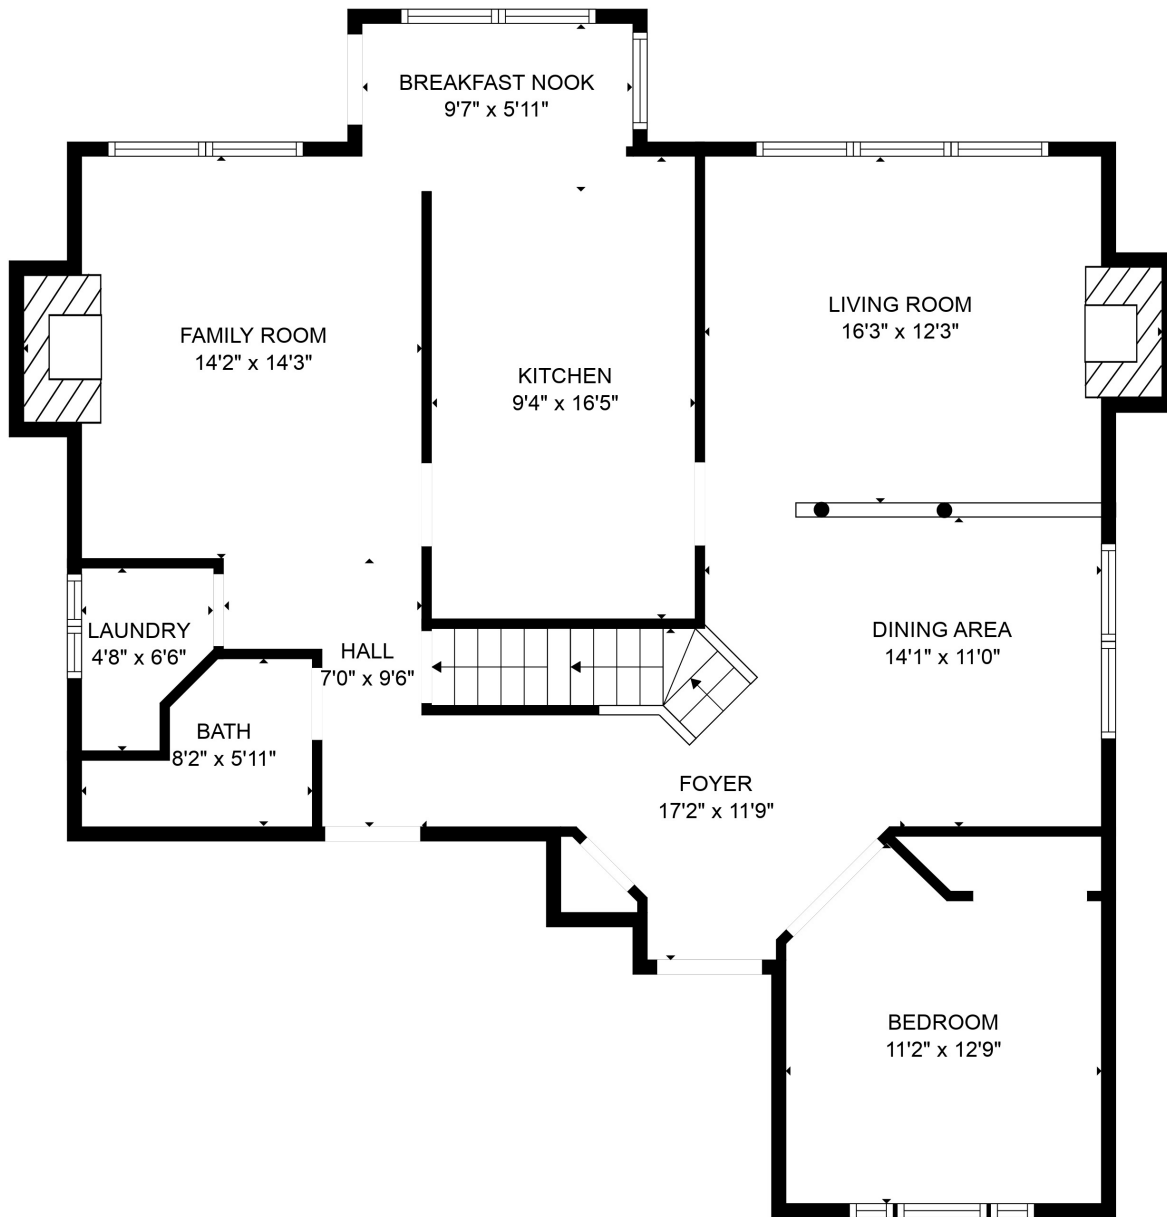 BREAKFAST NOOK
9'7" x 5'11"
FAMILY ROOM
14'2" x 14'3"
KITCHEN
9'4" x 16'5"
LIVING ROOM
16'3" x 12'3"
LAUNDRY
4'8" x 6'6"
HALL
7'0" x 9'6"
DINING AREA
14'1" x 11'0"
BATH
8'2" x 5'11"
FOYER
17'2" x 11'9"
BEDROOM
11'2" x 12'9"